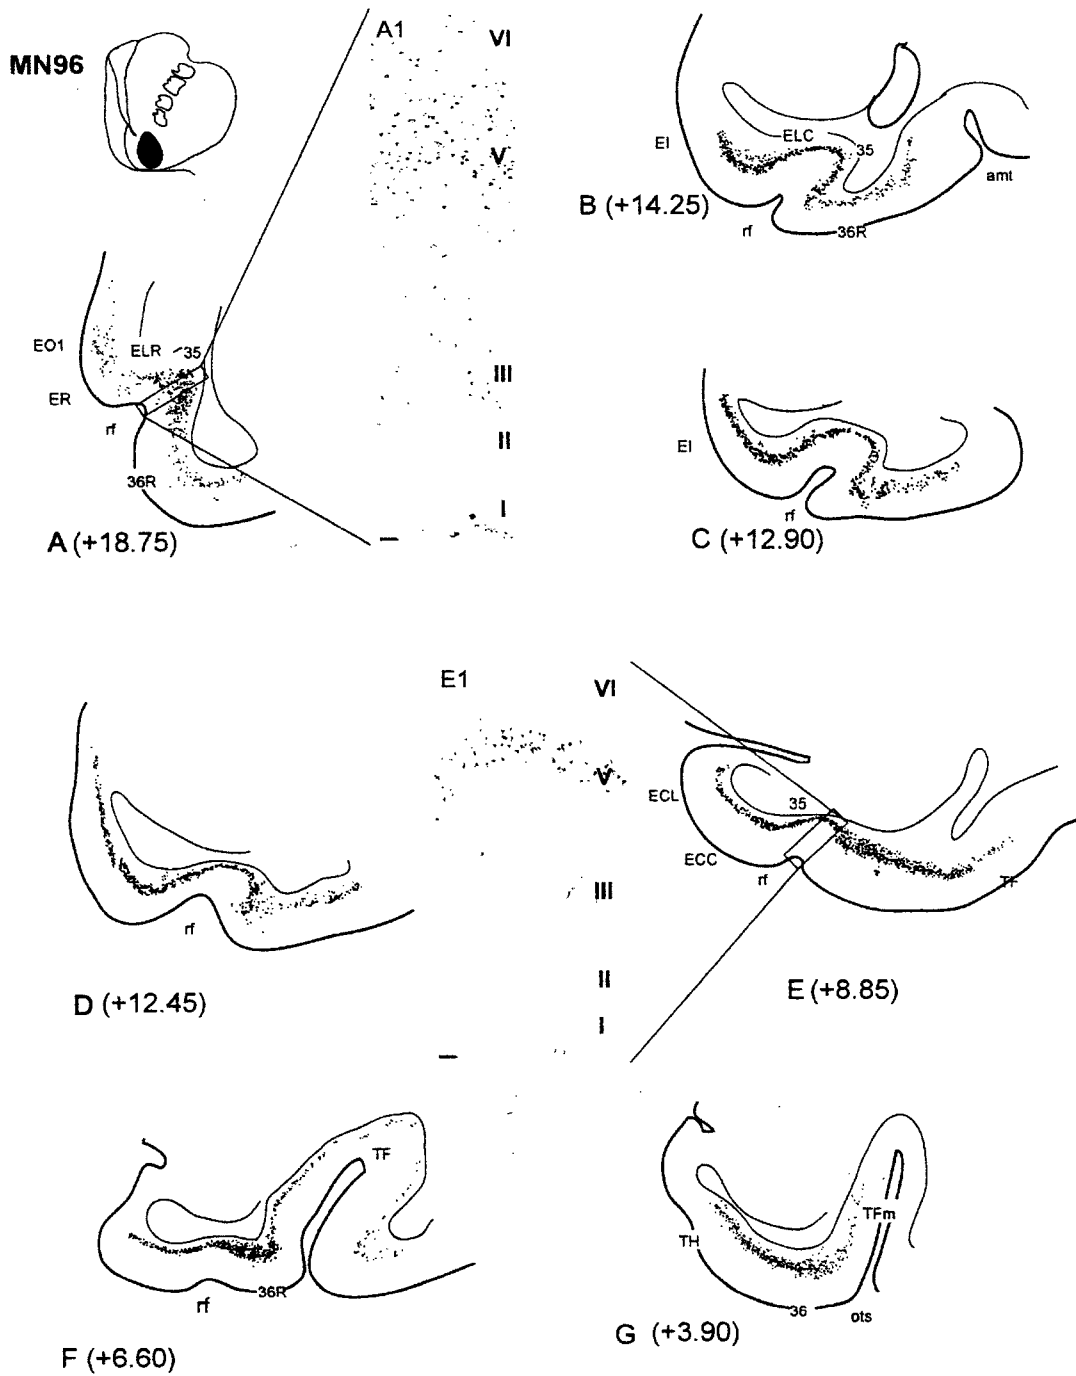 MN96
A1
VI
V
III
II
I
EO1
ELR
35
ER
rf
36R
A (+18.75)
EI
ELC
35
amt
rf
36R
B (+14.25)
EI
rf
C (+12.90)
rf
D (+12.45)
E1
VI
V
III
II
I
ECL
35
ECC
rf
TF
E (+8.85)
TF
rf
36R
F (+6.60)
TH
TFm
36
ots
G (+3.90)